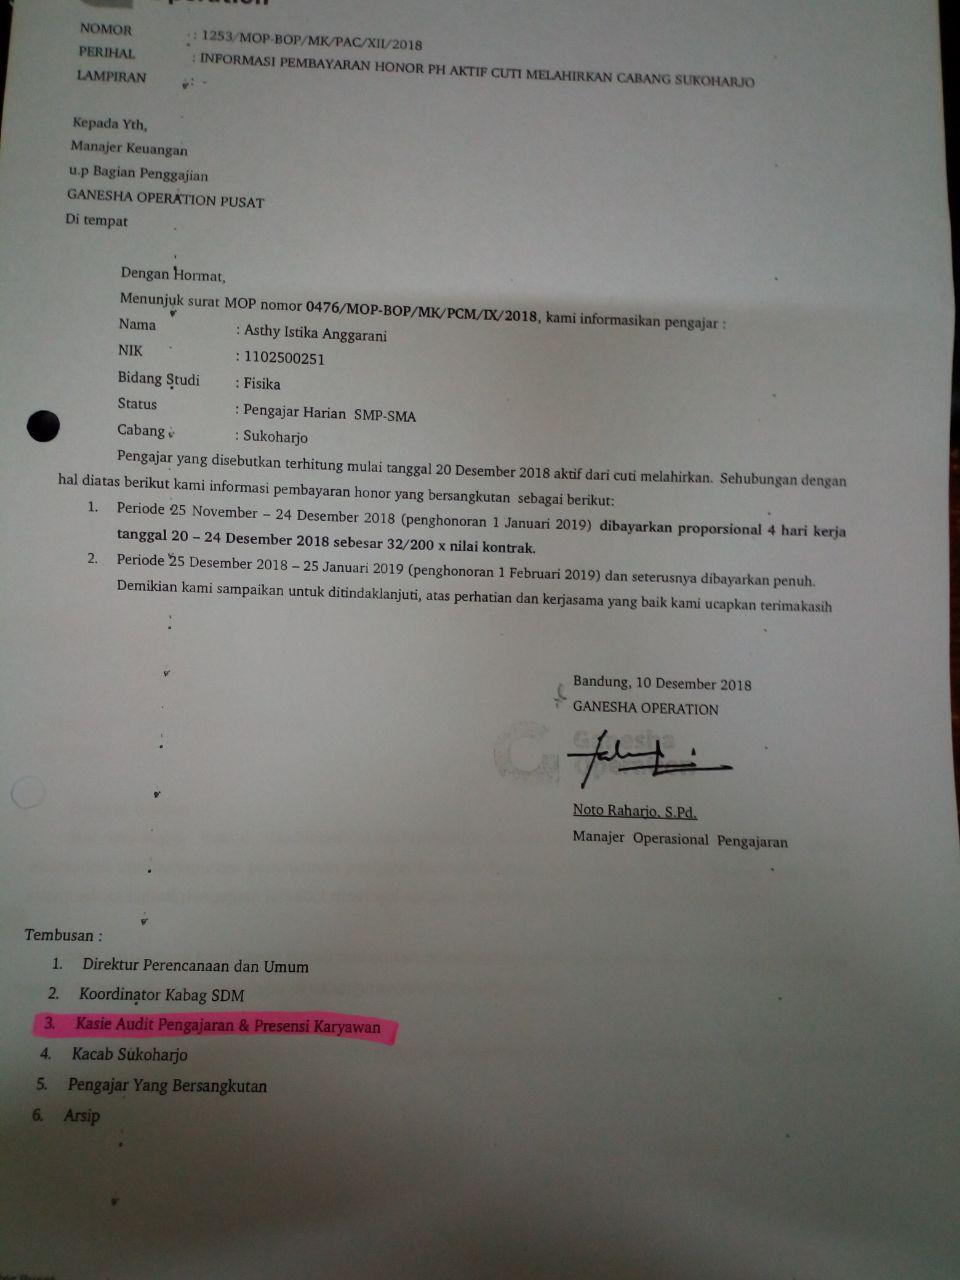 NOMOR : 1253/MOP-BOP/MK/PAC/XII/2018
PERIHAL : INFORMASI PEMBAYARAN HONOR PH AKTIF CUTI MELAHIRKAN CABANG SUKOHARJO
LAMPIRAN : -
Kepada Yth,
Manajer Keuangan
u.p Bagian Penggajian
GANESHA OPERATION PUSAT
Di tempat
Dengan Hormat,
Menunjuk surat MOP nomor 0476/MOP-BOP/MK/PCM/IX/2018, kami informasikan pengajar :
Nama : Asthy Istika Anggarani
NIK : 1102500251
Bidang Studi : Fisika
Status : Pengajar Harian SMP-SMA
Cabang : Sukoharjo
Pengajar yang disebutkan terhitung mulai tanggal 20 Desember 2018 aktif dari cuti melahirkan. Sehubungan dengan
hal diatas berikut kami informasi pembayaran honor yang bersangkutan sebagai berikut:
1. Periode 25 November – 24 Desember 2018 (penghonoran 1 Januari 2019) dibayarkan proporsional 4 hari kerja
tanggal 20 – 24 Desember 2018 sebesar 32/200 x nilai kontrak.
2. Periode 25 Desember 2018 – 25 Januari 2019 (penghonoran 1 Februari 2019) dan seterusnya dibayarkan penuh.
Demikian kami sampaikan untuk ditindaklanjuti, atas perhatian dan kerjasama yang baik kami ucapkan terimakasih
Bandung, 10 Desember 2018
GANESHA OPERATION
Ganesha
Operation
Noto Raharjo, S.Pd.
Manajer Operasional Pengajaran
Tembusan :
1. Direktur Perencanaan dan Umum
2. Koordinator Kabag SDM
3. Kasie Audit Pengajaran & Presensi Karyawan
4. Kacab Sukoharjo
5. Pengajar Yang Bersangkutan
6. Arsip